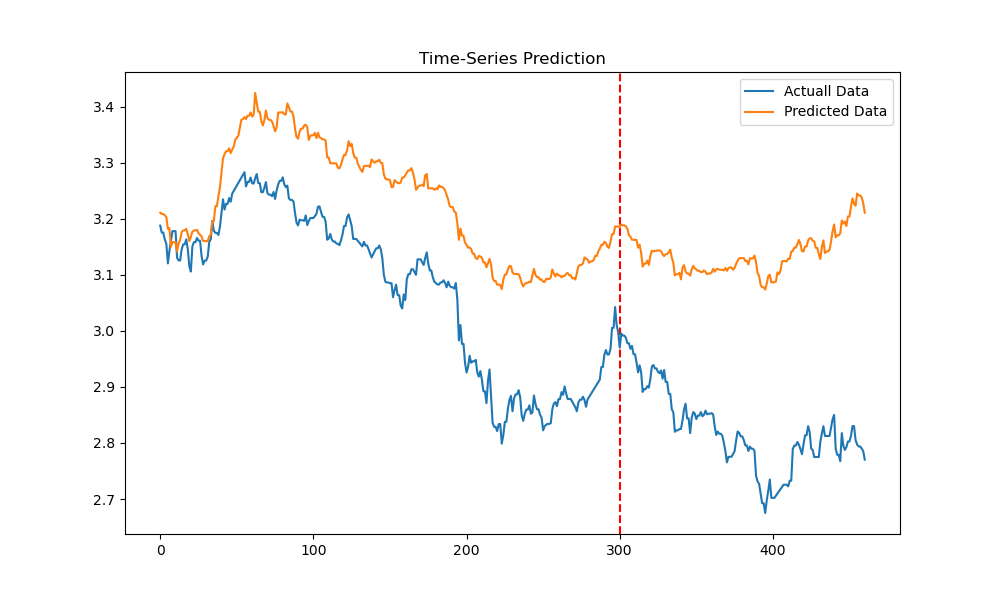 Time-Series Prediction
Actuall Data
Predicted Data
3.4
3.3
3.2
3.1
3.0
2.9
2.8
2.7
0 100 200 300 400